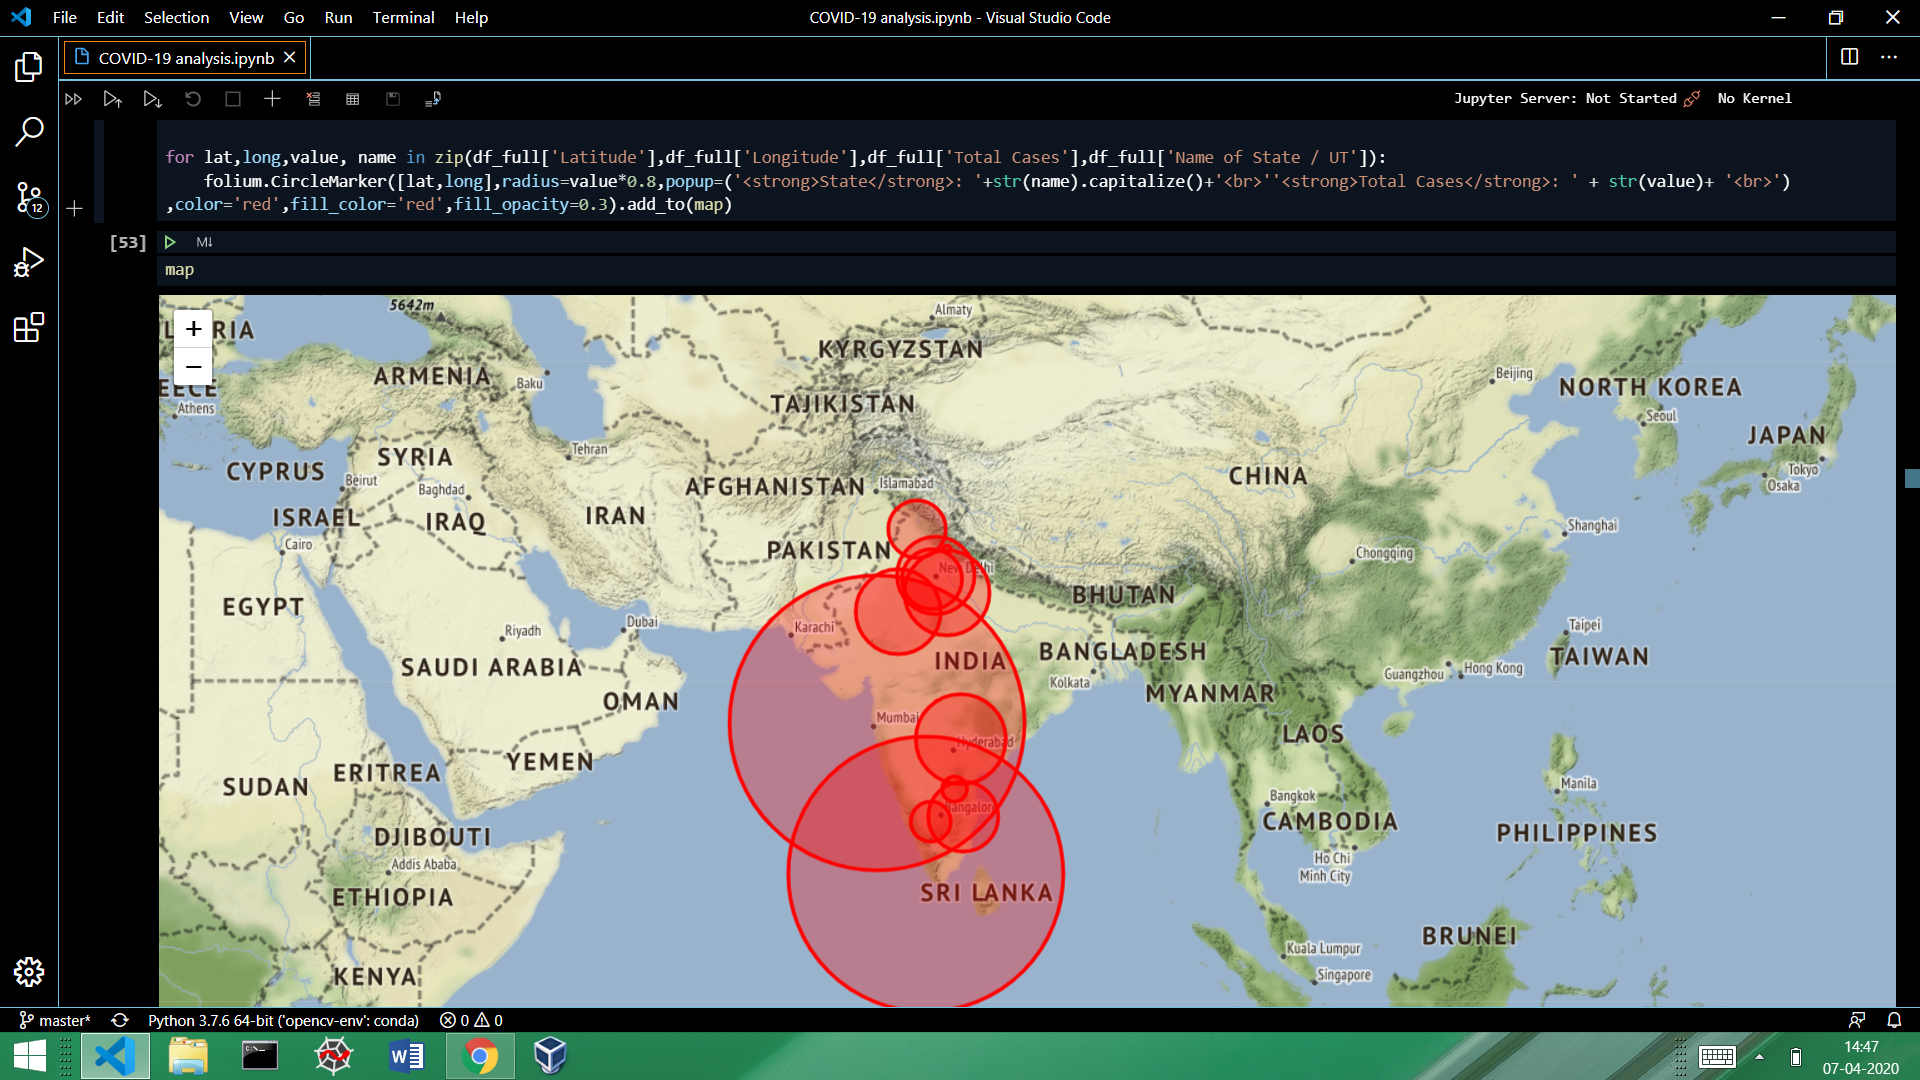 File Edit Selection View Go Run Terminal Help
COVID-19 analysis.ipynb - Visual Studio Code
COVID-19 analysis.ipynb
Jupyter Server: Not Started
No Kernel
for lat,long,value, name in zip(df_full['Latitude'],df_full['Longitude'],df_full['Total Cases'],df_full['Name of State / UT']):
folium.CircleMarker([lat,long],radius=value*0.8,popup=('<strong>State</strong>: '+str(name).capitalize()+'<br>''<strong>Total Cases</strong>: ' + str(value)+ '<br>')
,color='red',fill_color='red',fill_opacity=0.3).add_to(map)
12
[53]
M↓
map
+
−
5642m
Almaty
RIA
KYRGYZSTAN
ARMENIA
Baku
EECE
Athens
TAJIKISTAN
Beijing
NORTH KOREA
Seoul
JAPAN
Tokyo
Osaka
CYPRUS
SYRIA
Beirut
Baghdad
Tehran
AFGHANISTAN
Islamabad
CHINA
ISRAEL
IRAQ
IRAN
Cairo
PAKISTAN
Shanghai
Chongqing
New Delhi
EGYPT
Riyadh
Dubai
Karachi
BHUTAN
SAUDI ARABIA
INDIA
BANGLADESH
Kolkata
Taipei
TAIWAN
Guangzhou
Hong Kong
OMAN
MYANMAR
Mumbai
Hyderabad
LAOS
YEMEN
SUDAN
ERITREA
Manila
Bangkok
Bangalor
DJIBOUTI
CAMBODIA
PHILIPPINES
Addis Ababa
Ho Chi
Minh City
ETHIOPIA
SRI LANKA
BRUNEI
Kuala Lumpur
Singapore
KENYA
master*
Python 3.7.6 64-bit ('opencv-env': conda)
0
0
14:47
07-04-2020